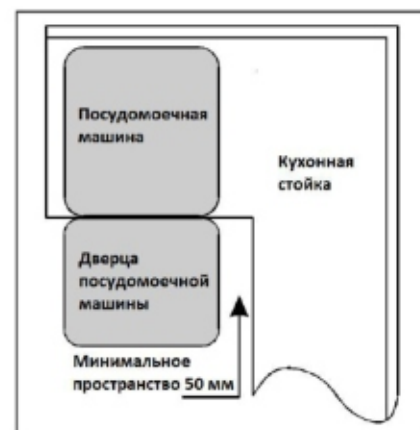 Посудомоечная
машина
Кухонная
стойка
Дверца
посудомоечной
машины
Минимальное
пространство 50 мм